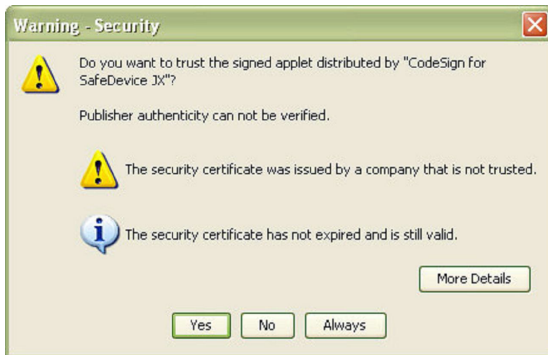 Warning - Security
Do you want to trust the signed applet distributed by "CodeSign for
SafeDevice JX"?
Publisher authenticity can not be verified.
The security certificate was issued by a company that is not trusted.
The security certificate has not expired and is still valid.
More Details
Yes No Always